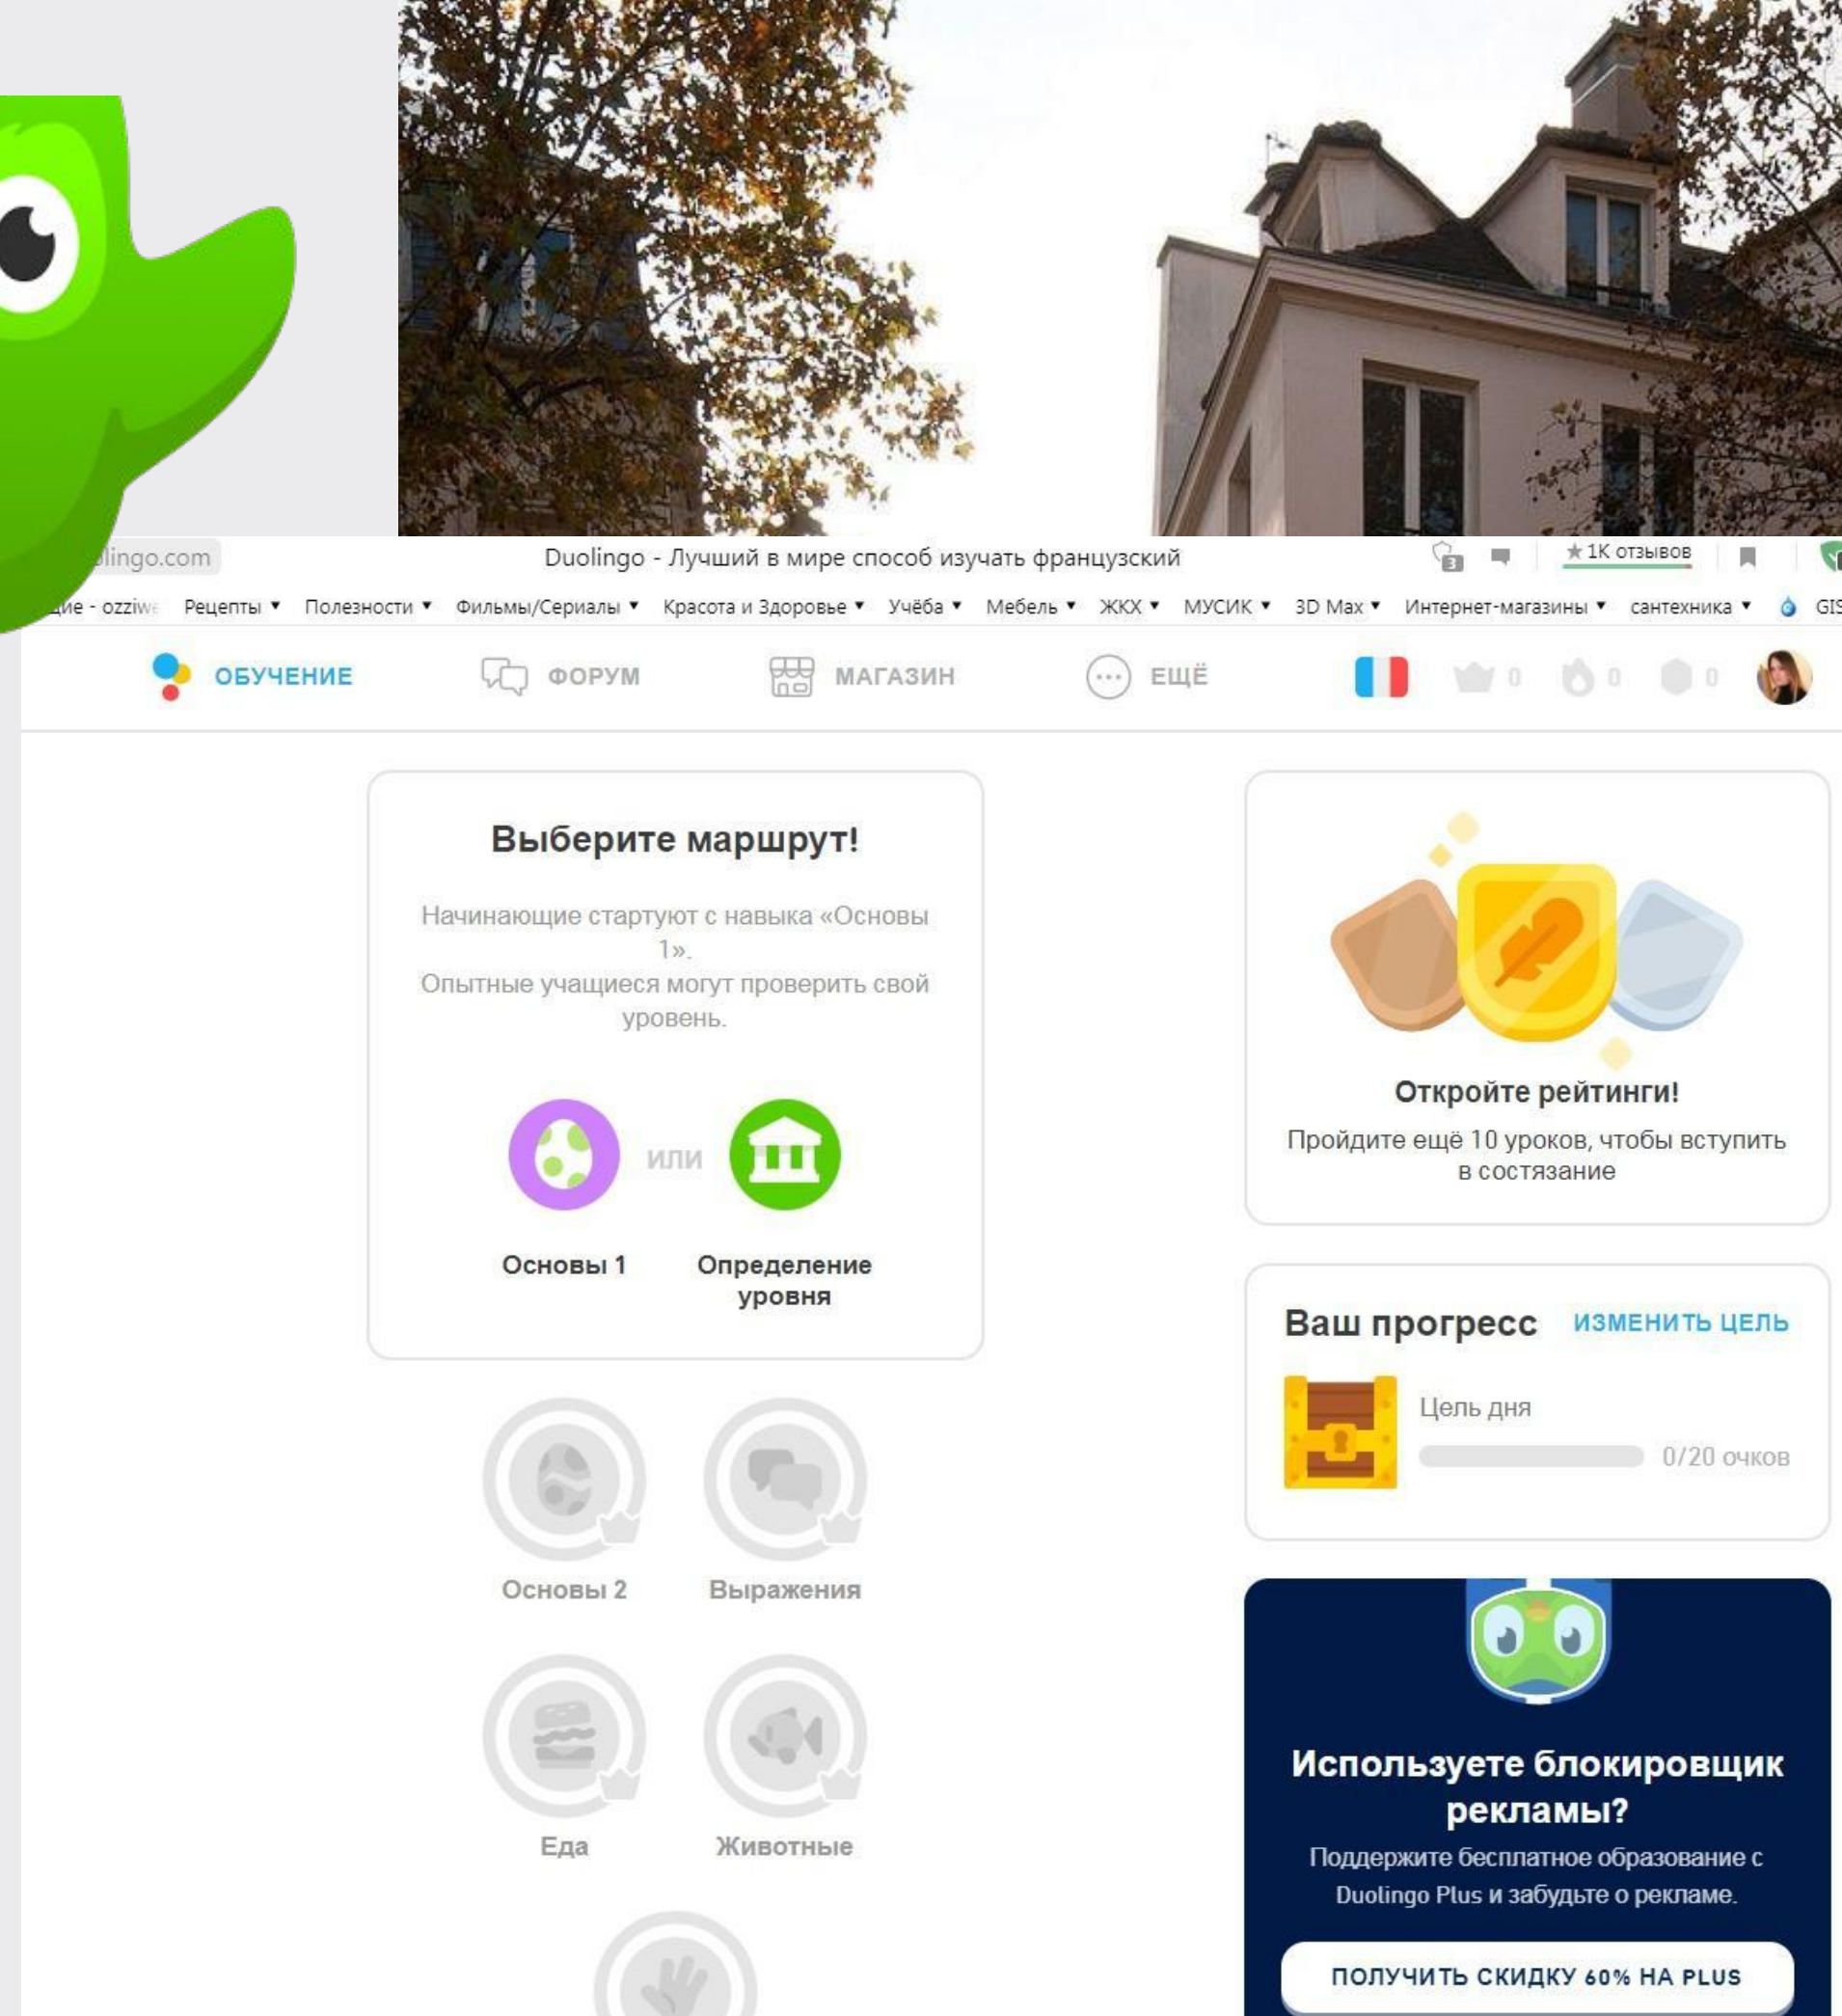 lingo.com
Duolingo - Лучший в мире способ изучать французский
3
★ 1K отзывов
щие - ozziwe
Рецепты ▼
Полезности ▼
Фильмы/Сериалы ▼
Красота и Здоровье ▼
Учёба ▼
Мебель ▼
ЖКХ ▼
МУСИК ▼
3D Max ▼
Интернет-магазины ▼
сантехника ▼
GIS
ОБУЧЕНИЕ
ФОРУМ
МАГАЗИН
ЕЩЁ
0
0
0
Выберите маршрут!
Начинающие стартуют с навыка «Основы
1».
Опытные учащиеся могут проверить свой
уровень.
ИЛИ
Основы 1
Определение
уровня
Основы 2
Выражения
Еда
Животные
Откройте рейтинги!
Пройдите ещё 10 уроков, чтобы вступить
в состязание
Ваш прогресс
ИЗМЕНИТЬ ЦЕЛЬ
Цель дня
0/20 очков
Используете блокировщик
рекламы?
Поддержите бесплатное образование с
Duolingo Plus и забудьте о рекламе.
ПОЛУЧИТЬ СКИДКУ 60% НА PLUS